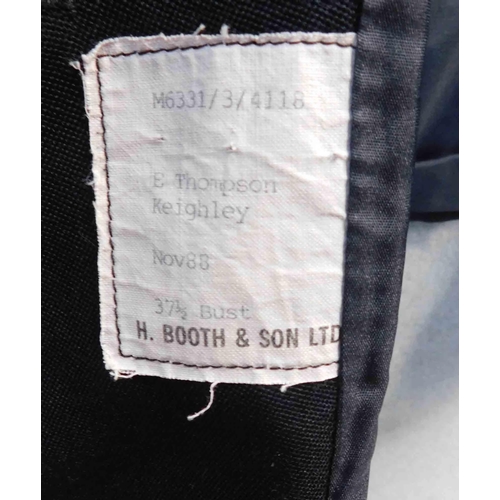 M6331/3/4118
E Thompson
Keighley
Nov88
37½ Bust
H. BOOTH & SON LTD